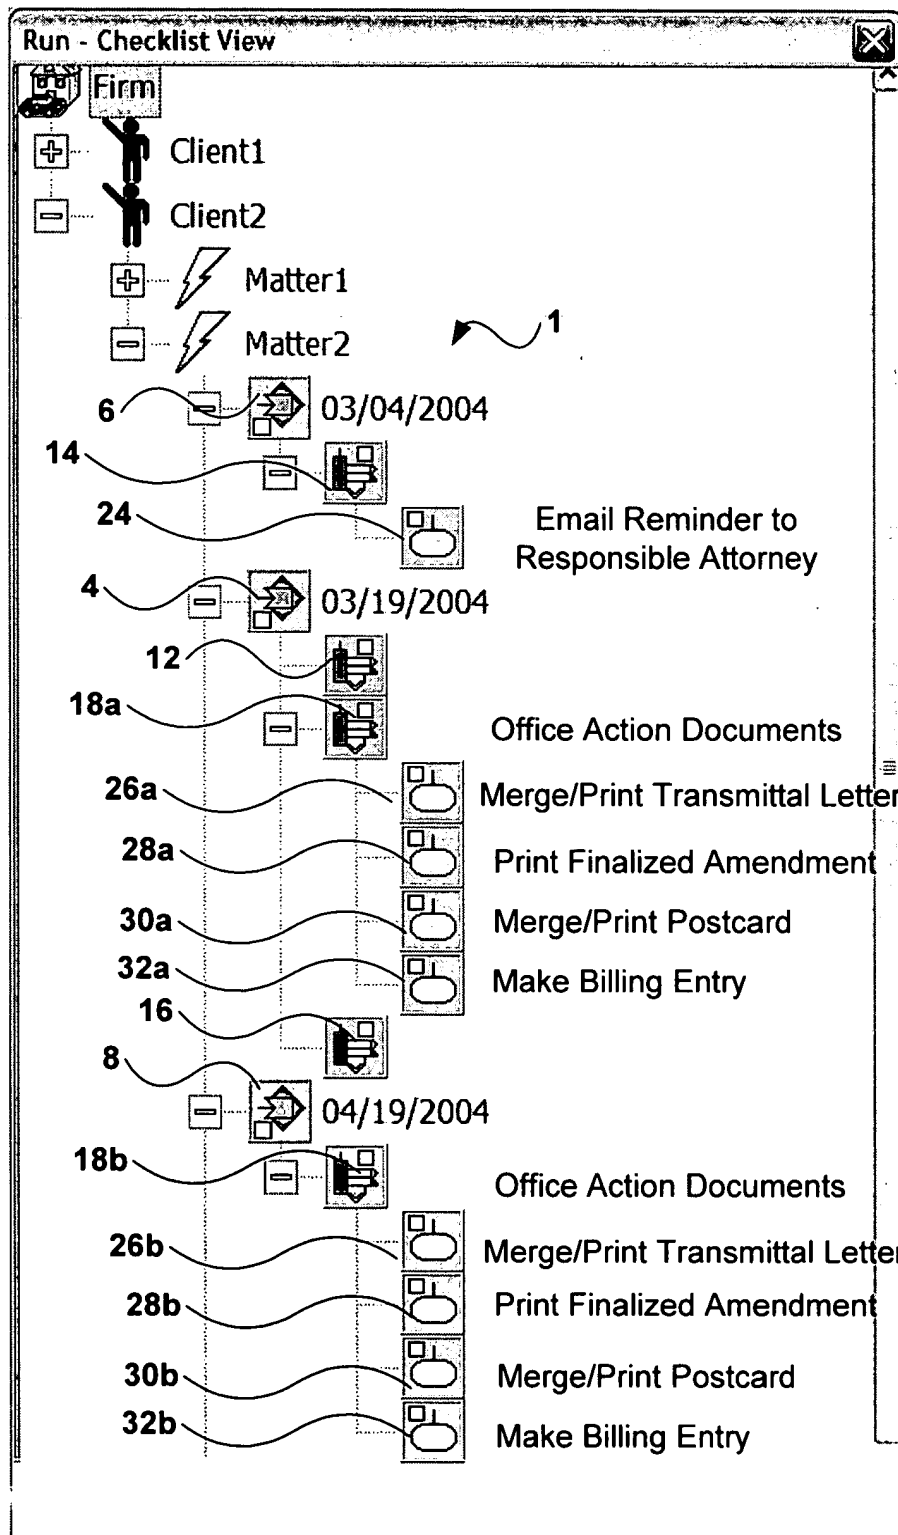 Run - Checklist View
Firm
Client1
Client2
Matter1
Matter2
1
6
03/04/2004
14
24
Email Reminder to
Responsible Attorney
4
03/19/2004
12
18a
Office Action Documents
26a
Merge/Print Transmittal Letter
28a
Print Finalized Amendment
30a
Merge/Print Postcard
32a
Make Billing Entry
16
8
04/19/2004
18b
Office Action Documents
26b
Merge/Print Transmittal Letter
28b
Print Finalized Amendment
30b
Merge/Print Postcard
32b
Make Billing Entry